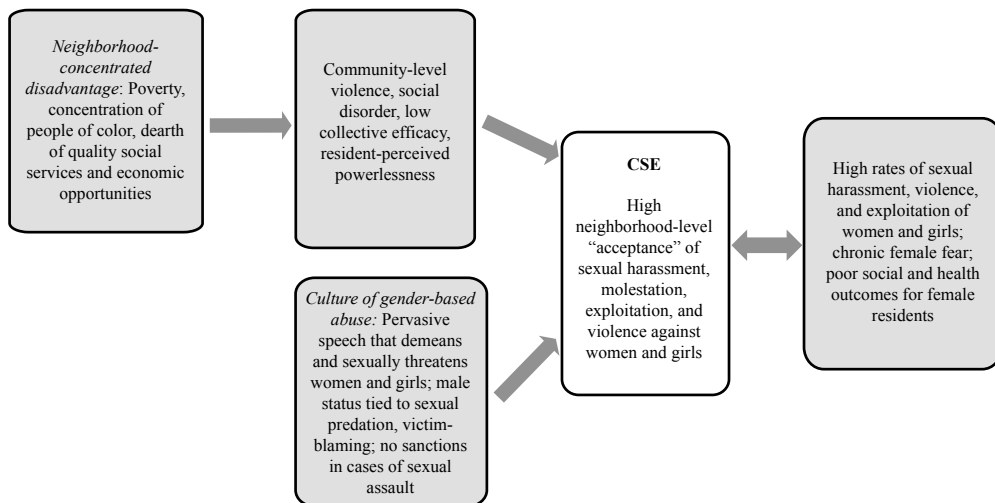 Neighborhood-
concentrated
disadvantage: Poverty,
concentration of
people of color, dearth
of quality social
services and economic
opportunities
Community-level
violence, social
disorder, low
collective efficacy,
resident-perceived
powerlessness
Culture of gender-based
abuse: Pervasive
speech that demeans
and sexually threatens
women and girls; male
status tied to sexual
predation, victim-
blaming; no sanctions
in cases of sexual
assault
CSE
High
neighborhood-level
“acceptance” of
sexual harassment,
molestation,
exploitation, and
violence against
women and girls
High rates of sexual
harassment, violence,
and exploitation of
women and girls;
chronic female fear;
poor social and health
outcomes for female
residents